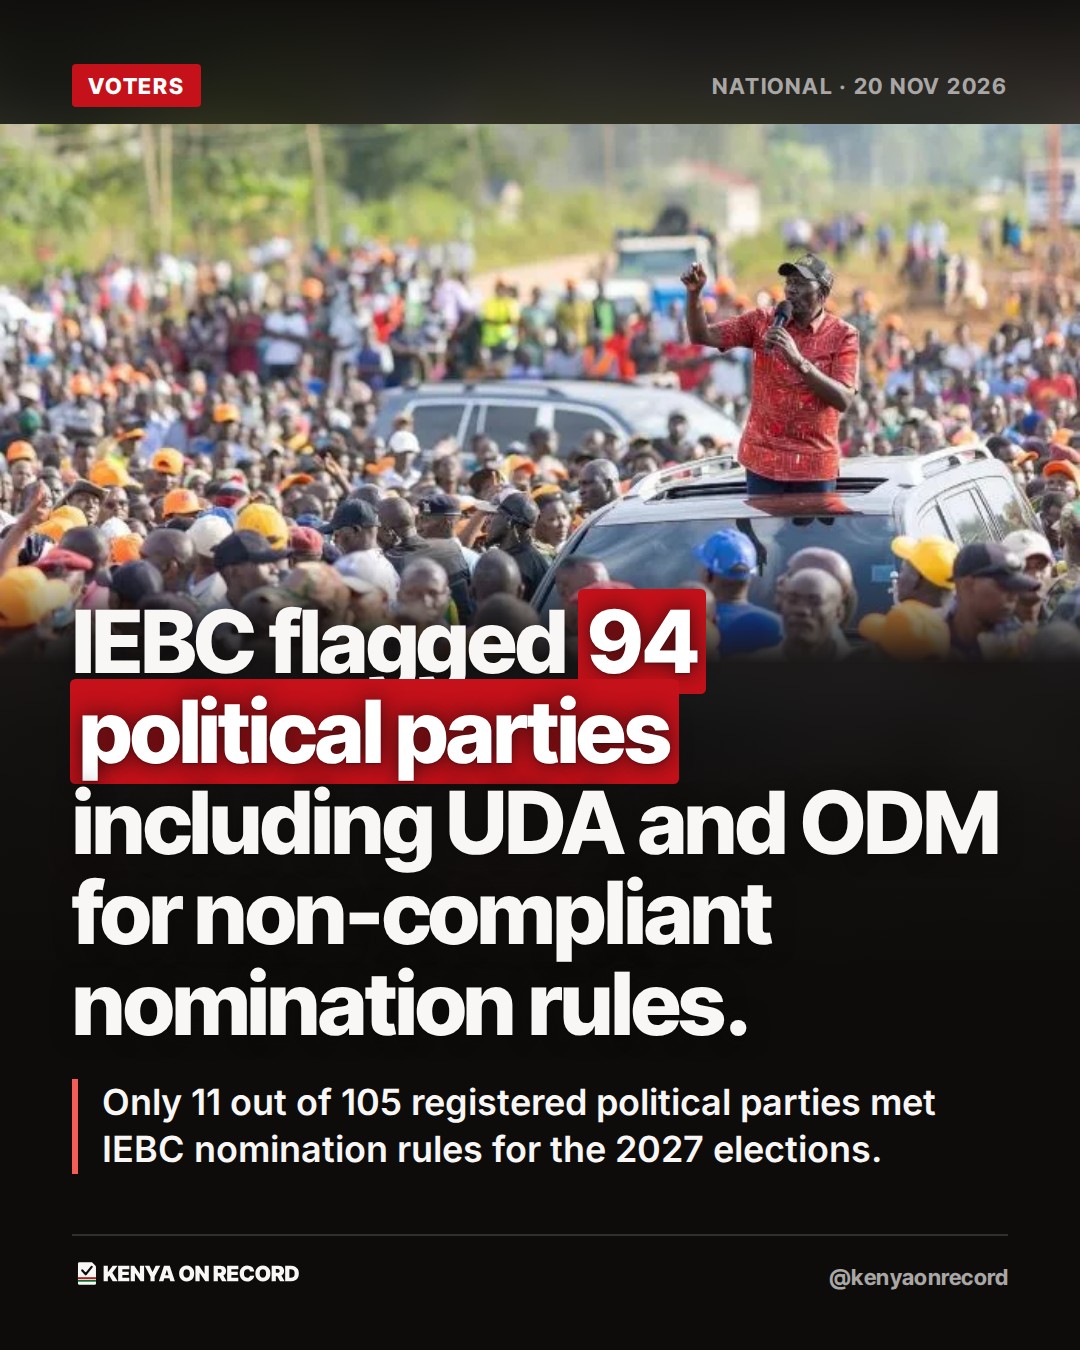 VOTERS
NATIONAL · 20 NOV 2026
IEBC flagged 94
political parties
including UDA and ODM
for non-compliant
nomination rules.
Only 11 out of 105 registered political parties met
IEBC nomination rules for the 2027 elections.
KENYA ON RECORD
@kenyaonrecord